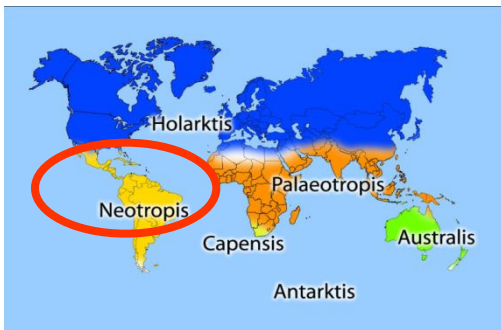 Holarktis
Palaeotropis
Neotropis
Capensis
Australis
Antarktis